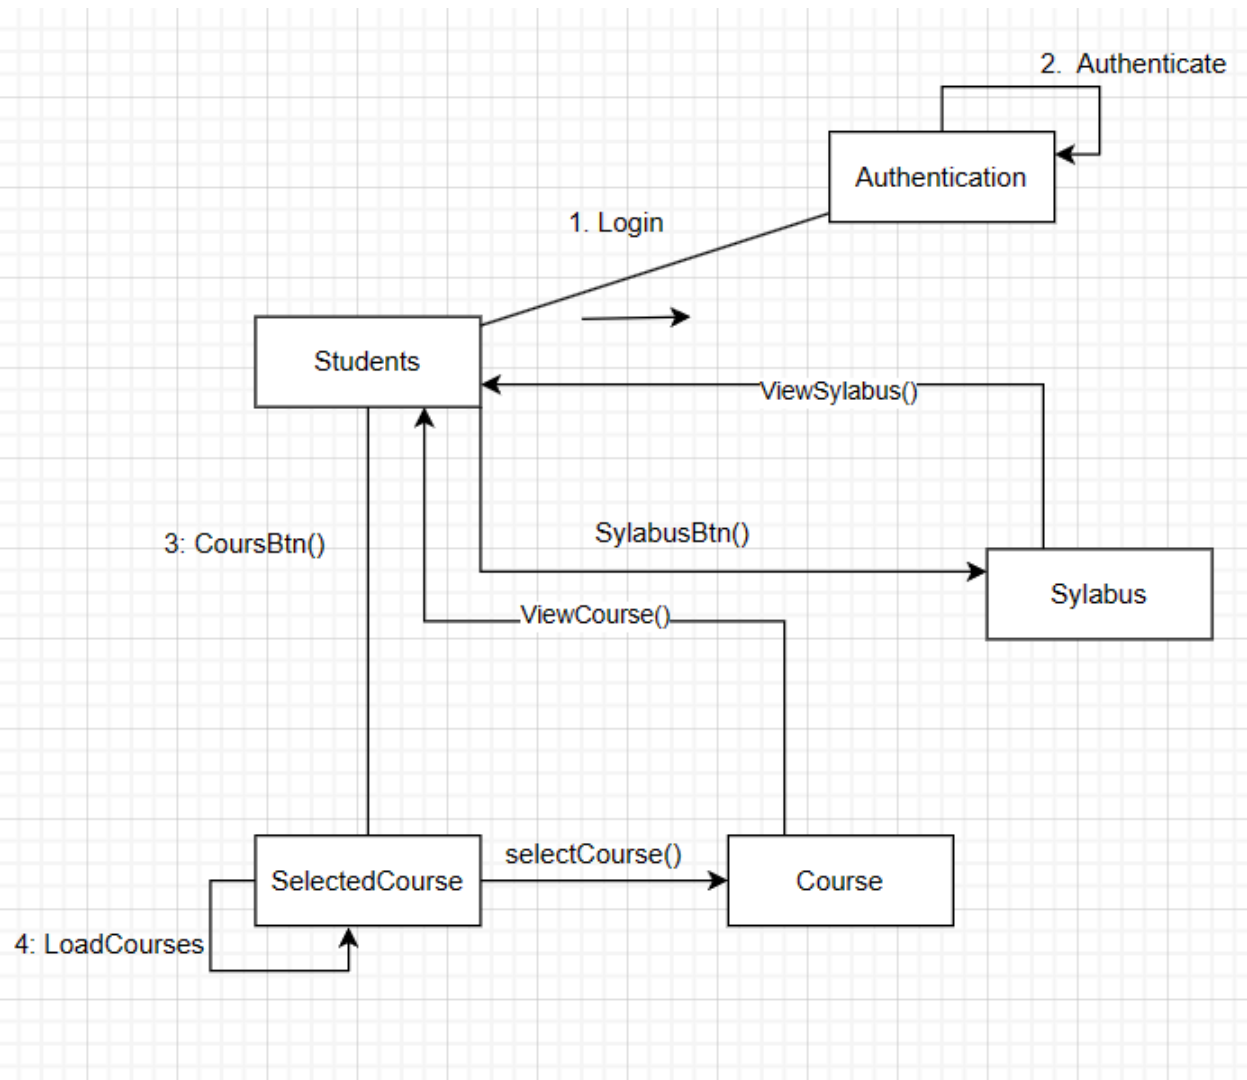 2. Authenticate
Authentication
1. Login
Students
ViewSylabus()
SylabusBtn()
3: CoursBtn()
Sylabus
ViewCourse()
selectCourse()
SelectedCourse
Course
4: LoadCourses